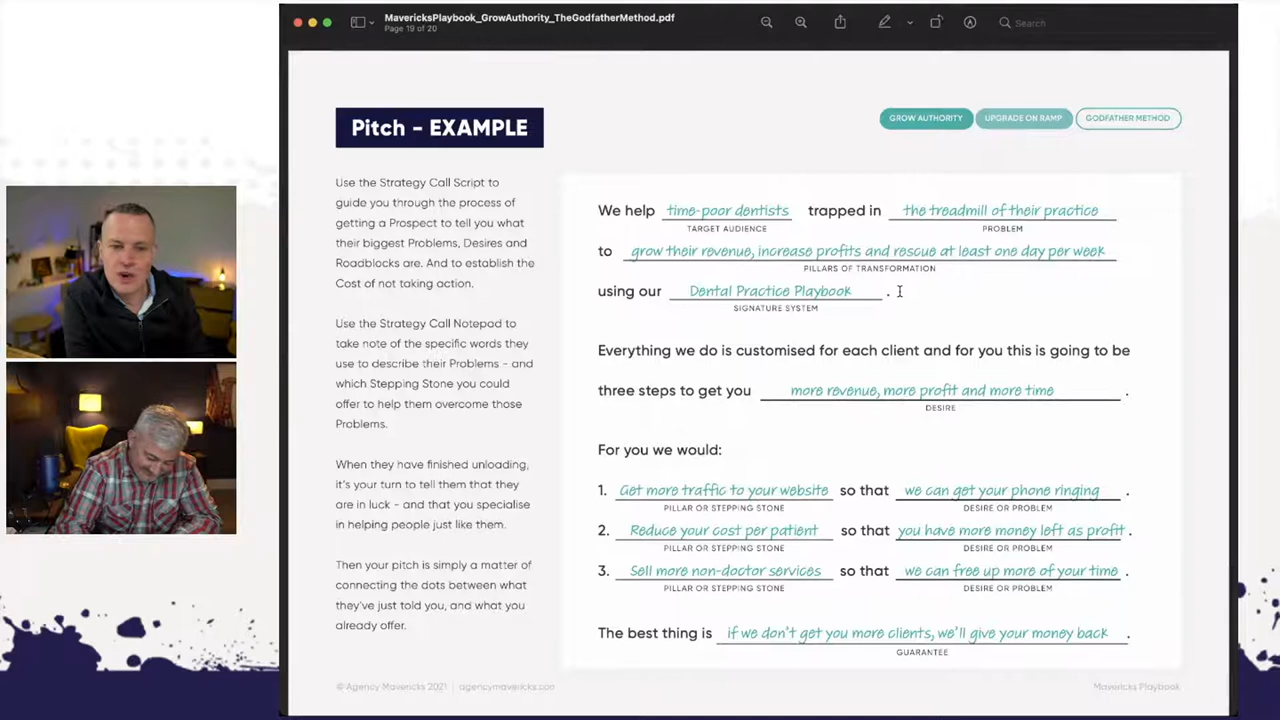 MavericksPlaybook_GrowAuthority_TheGodfatherMethod.pdf
Page 19 of 20
Search
Pitch - EXAMPLE
GROW AUTHORITY
UPGRADE ON RAMP
GODFATHER METHOD
Use the Strategy Call Script to
guide you through the process of
getting a Prospect to tell you what
their biggest Problems, Desires and
Roadblocks are. And to establish the
Cost of not taking action.
Use the Strategy Call Notepad to
take note of the specific words they
use to describe their Problems - and
which Stepping Stone you could
offer to help them overcome those
Problems.
When they have finished unloading,
it's your turn to tell them that they
are in luck - and that you specialise
in helping people just like them.
Then your pitch is simply a matter of
connecting the dots between what
they've just told you, and what you
already offer.
We help time-poor dentists trapped in the treadmill of their practice
TARGET AUDIENCE PROBLEM
to grow their revenue, increase profits and rescue at least one day per week
PILLARS OF TRANSFORMATION
using our Dental Practice Playbook .
SIGNATURE SYSTEM
Everything we do is customised for each client and for you this is going to be
three steps to get you more revenue, more profit and more time .
DESIRE
For you we would:
1. Get more traffic to your website so that we can get your phone ringing .
PILLAR OR STEPPING STONE DESIRE OR PROBLEM
2. Reduce your cost per patient so that you have more money left as profit .
PILLAR OR STEPPING STONE DESIRE OR PROBLEM
3. Sell more non-doctor services so that we can free up more of your time .
PILLAR OR STEPPING STONE DESIRE OR PROBLEM
The best thing is if we don't get you more clients, we'll give your money back .
GUARANTEE
© Agency Mavericks 2021 | agencymavericks.com
Mavericks Playbook